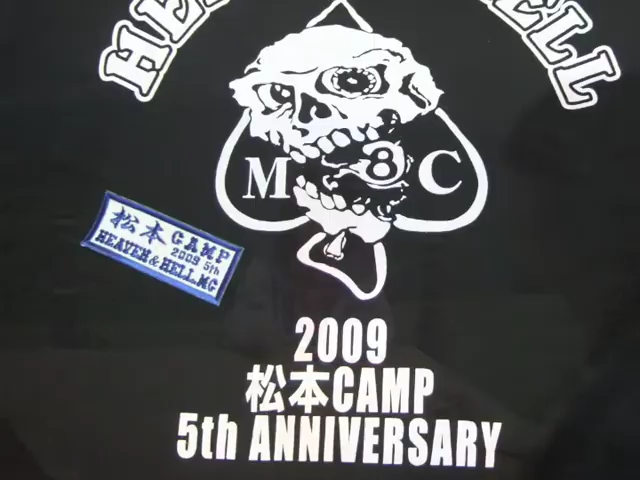 M 8 C
松本 CAMP
2009 5th
HEAVEN & HELL.MC
2009
松本CAMP
5th ANNIVERSARY